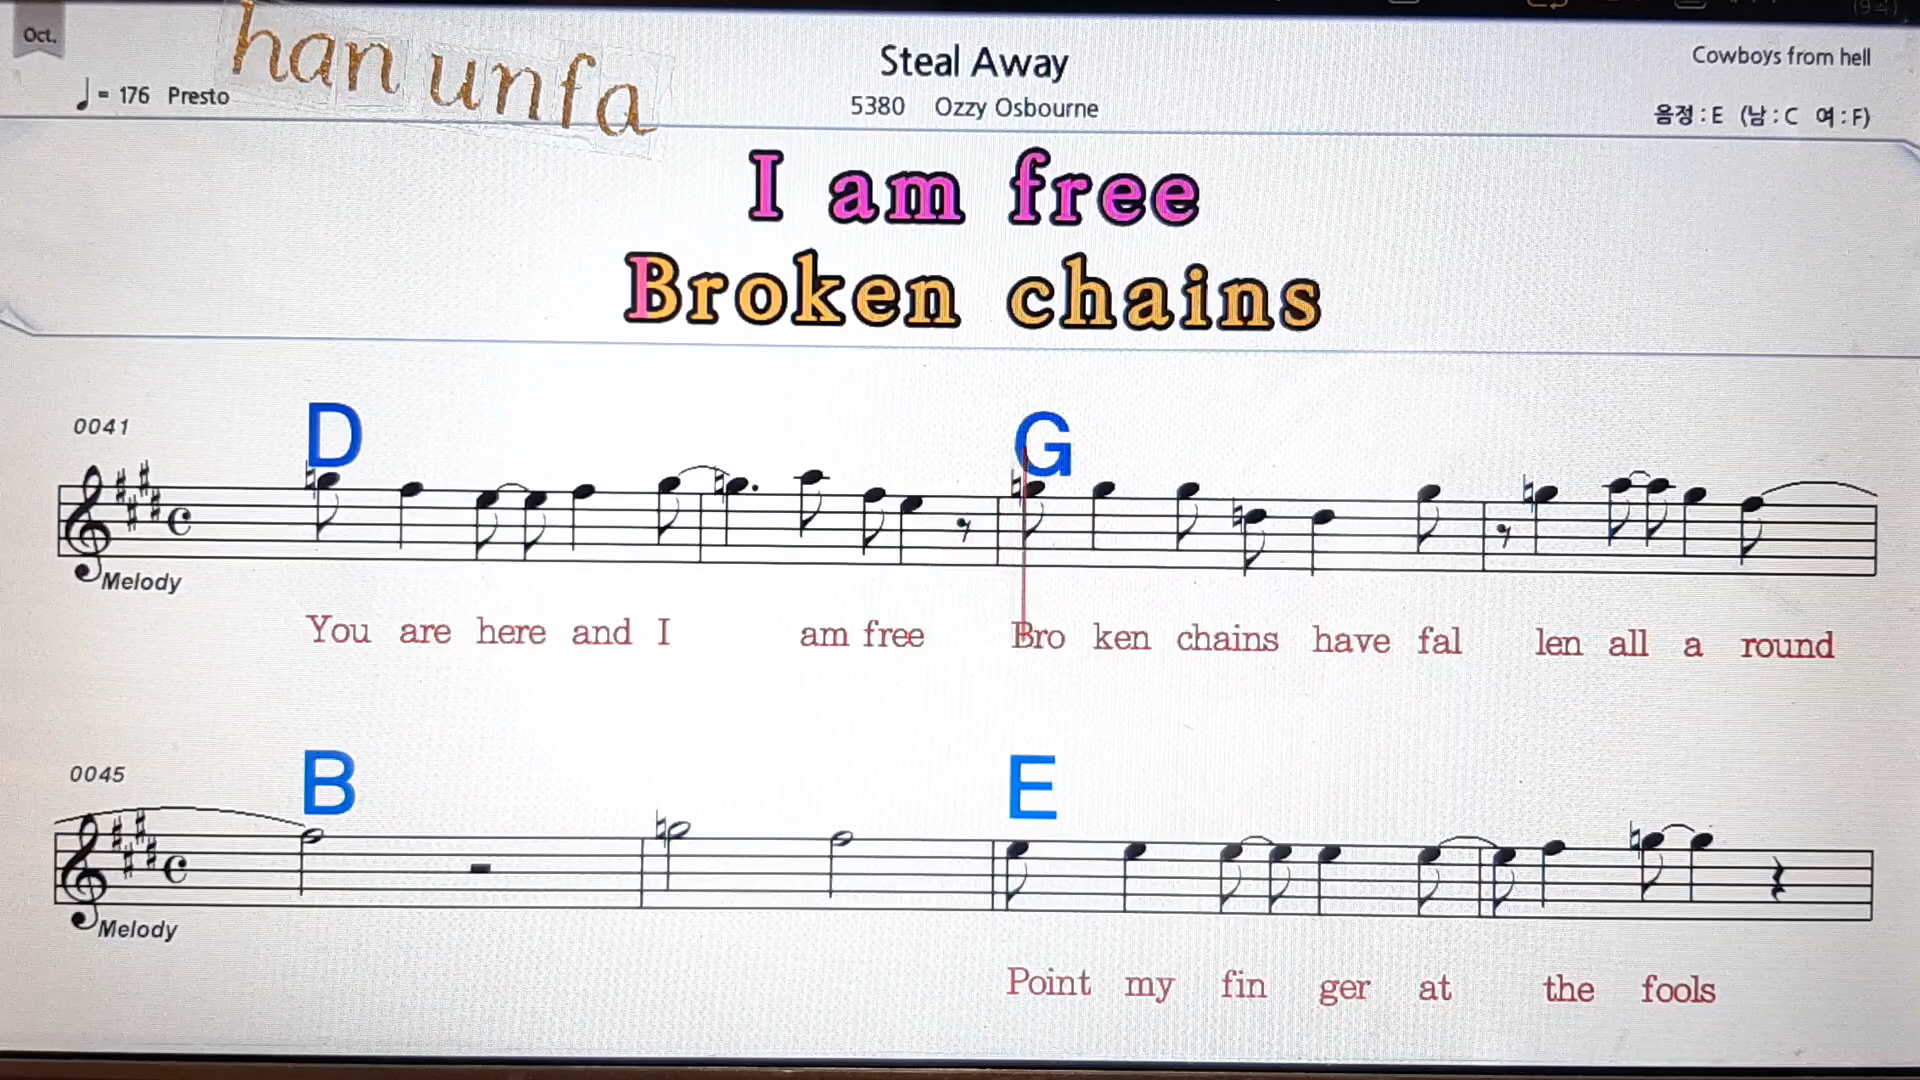 Oct.
han unfa
Steal Away
Cowboys from hell
= 176 Presto
5380 Ozzy Osbourne
음정 : E (남 : C 여 : F)
I am free
Broken chains
0041
D G
Melody
You are here and I am free Bro ken chains have fal len all a round
0045
B E
Melody
Point my fin ger at the fools